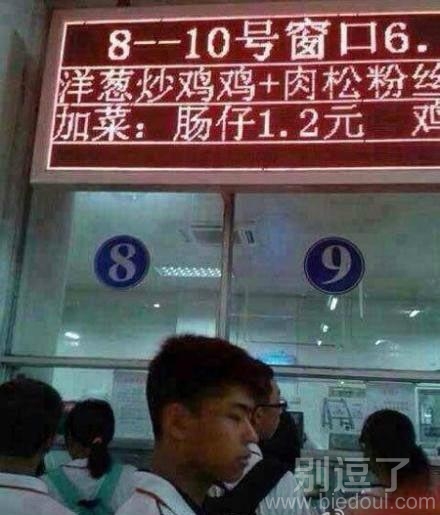 8--10号窗口6.
洋葱炒鸡鸡+肉松粉丝
加菜：肠仔1.2元 鸡
8
9
别逗了
www.biedoul.com